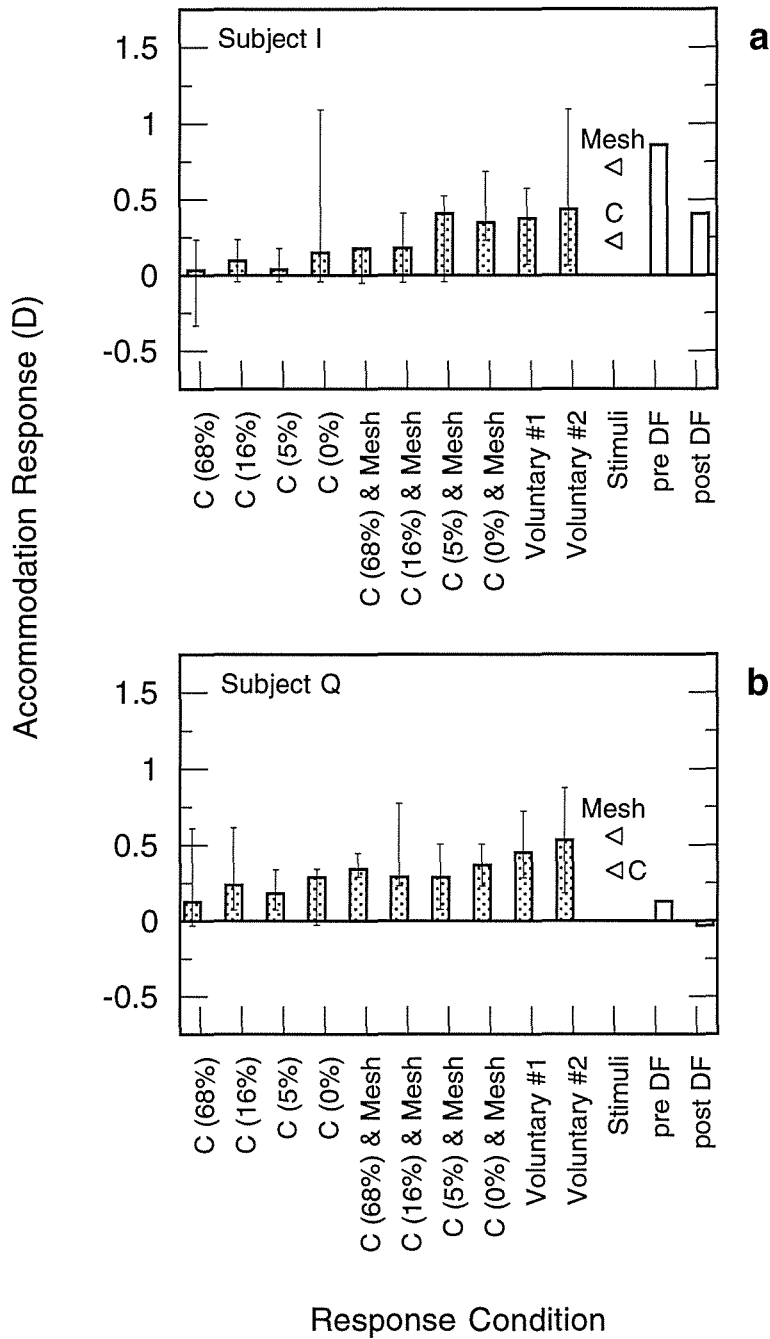 a
Subject I
1.5
1
0.5
0
-0.5
Mesh
C
C (68%)
C (16%)
C (5%)
C (0%)
C (68%) & Mesh
C (16%) & Mesh
C (5%) & Mesh
C (0%) & Mesh
Voluntary #1
Voluntary #2
Stimuli
pre DF
post DF
Accommodation Response (D)
b
Subject Q
1.5
1
0.5
0
-0.5
Mesh
C
C (68%)
C (16%)
C (5%)
C (0%)
C (68%) & Mesh
C (16%) & Mesh
C (5%) & Mesh
C (0%) & Mesh
Voluntary #1
Voluntary #2
Stimuli
pre DF
post DF
Response Condition